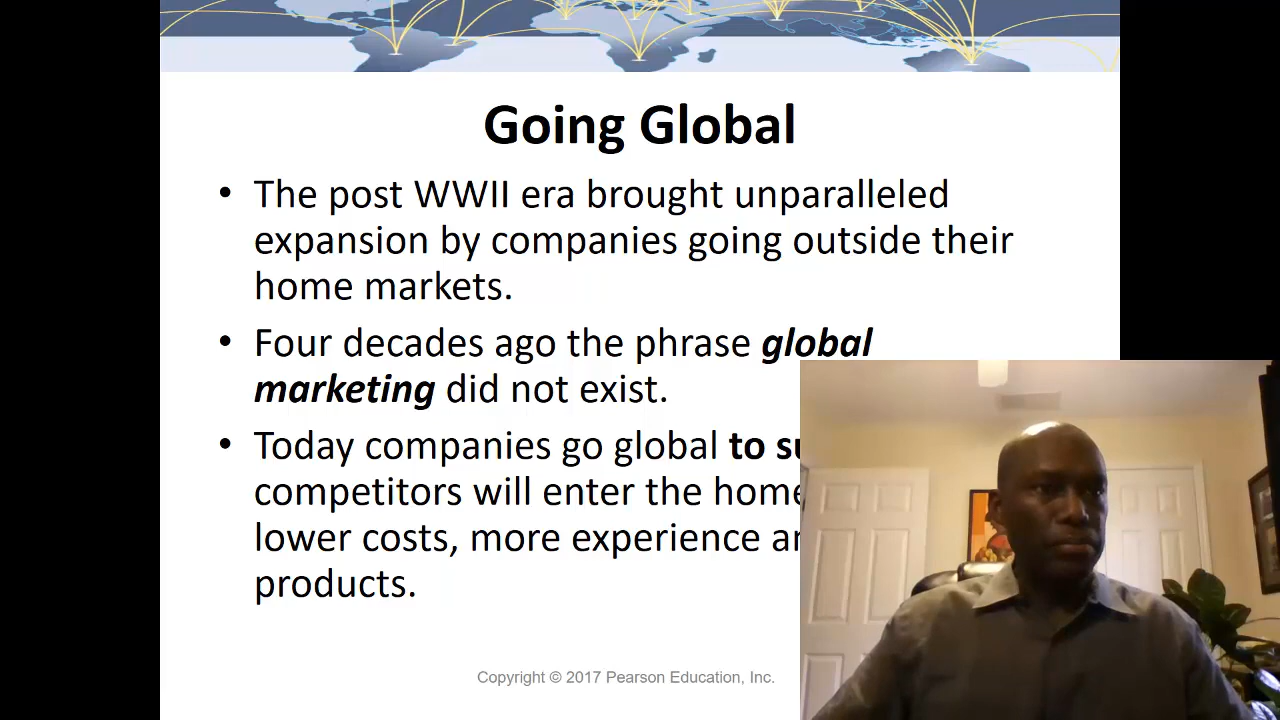 Going Global
• The post WWII era brought unparalleled
expansion by companies going outside their
home markets.
• Four decades ago the phrase global
marketing did not exist.
• Today companies go global to
competitors will enter the home
lower costs, more experience
products.
Copyright © 2017 Pearson Education, Inc.